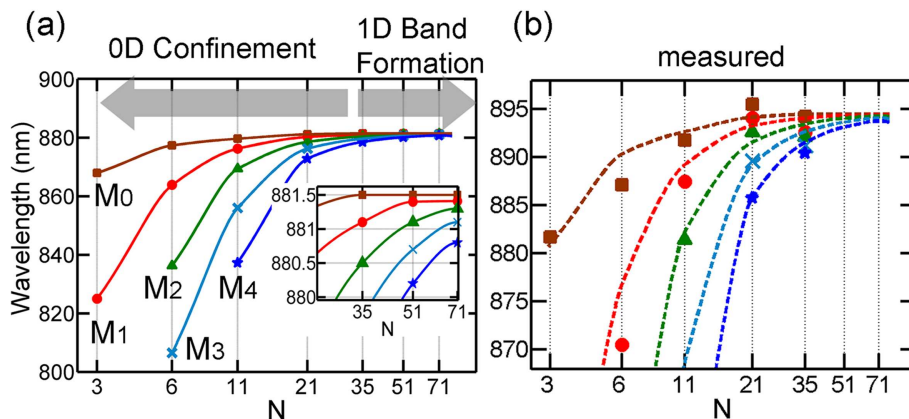 (a)
0D Confinement
1D Band
Formation
Wavelength (nm)
900
880
860
840
820
800
M0
M1
M2
M3
M4
881.5
881
880.5
880
35 51 71
N
3 6 11 21 35 51 71
N
(b)
measured
895
890
885
880
875
870
3 6 11 21 35 51 71
N